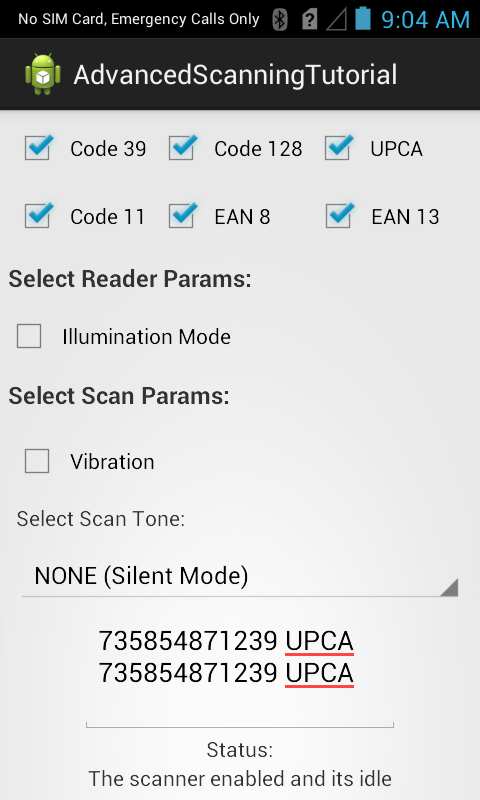 No SIM Card, Emergency Calls Only 9:04 AM
AdvancedScanningTutorial
Code 39 Code 128 UPCA
Code 11 EAN 8 EAN 13
Select Reader Params:
Illumination Mode
Select Scan Params:
Vibration
Select Scan Tone:
NONE (Silent Mode)
735854871239 UPCA
735854871239 UPCA
Status:
The scanner enabled and its idle